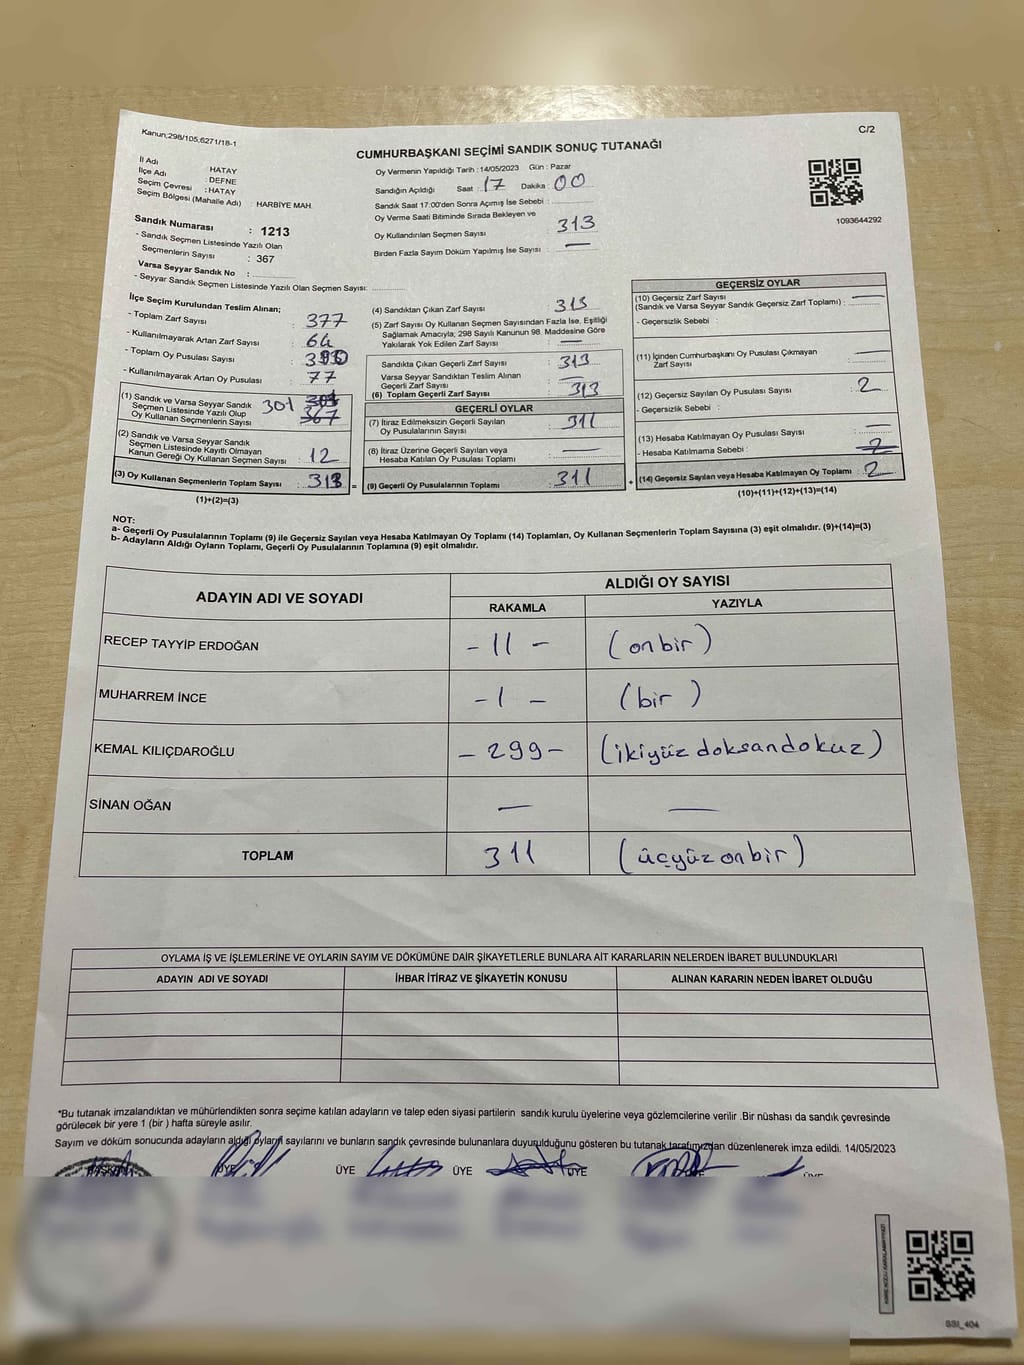 Kanun;298/105,6271/18-1
C/2
CUMHURBAŞKANI SEÇİMİ SANDIK SONUÇ TUTANAĞI
İl Adı : HATAY
İlçe Adı : DEFNE
Seçim Çevresi : HATAY
Seçim Bölgesi (Mahalle Adı) : HARBİYE MAH.
Sandık Numarası : 1213
- Sandık Seçmen Listesinde Yazılı Olan
Seçmenlerin Sayısı : 367
Varsa Seyyar Sandık No :
- Seyyar Sandık Seçmen Listesinde Yazılı Olan Seçmen Sayısı:
Oy Vermenin Yapıldığı Tarih : 14/05/2023 Gün : Pazar
Sandığın Açıldığı Saat : 17 Dakika : 00
Sandık Saat 17:00'den Sonra Açımış İse Sebebi :
Oy Verme Saati Bitiminde Sırada Bekleyen ve
Oy Kullandırılan Seçmen Sayısı : 313
Birden Fazla Sayım Döküm Yapılmış İse Sayısı : —
1093644292
İlçe Seçim Kurulundan Teslim Alınan;
- Toplam Zarf Sayısı : 377
- Kullanılmayarak Artan Zarf Sayısı : 64
- Toplam Oy Pusulası Sayısı :
- Kullanılmayarak Artan Oy Pusulası : 77
(1) Sandık ve Varsa Seyyar Sandık
Seçmen Listesinde Yazılı Olup
Oy Kullanan Seçmenlerin Sayısı 301
(2) Sandık ve Varsa Seyyar Sandık
Seçmen Listesinde Kayıtlı Olmayan
Kanun Gereği Oy Kullanan Seçmen Sayısı : 12
(3) Oy Kullanan Seçmenlerin Toplam Sayısı : 313
(1)+(2)=(3)
(4) Sandıktan Çıkan Zarf Sayısı : 313
(5) Zarf Sayısı Oy Kullanan Seçmen Sayısından Fazla İse, Eşitliği
Sağlamak Amacıyla; 298 Sayılı Kanunun 98. Maddesine Göre
Yakılarak Yok Edilen Zarf Sayısı : —
Sandıkta Çıkan Geçerli Zarf Sayısı : 313
Varsa Seyyar Sandıktan Teslim Alınan
Geçerli Zarf Sayısı : —
(6) Toplam Geçerli Zarf Sayısı : 313
GEÇERLİ OYLAR
(7) İtiraz Edilmeksizin Geçerli Sayılan
Oy Pusulalarının Sayısı : 311
(8) İtiraz Üzerine Geçerli Sayılan veya
Hesaba Katılan Oy Pusulası Toplamı : —
= (9) Geçerli Oy Pusulalarının Toplamı : 311
GEÇERSİZ OYLAR
(10) Geçersiz Zarf Sayısı
(Sandık ve Varsa Seyyar Sandık Geçersiz Zarf Toplamı) : —
- Geçersizlik Sebebi :
(11) İçinden Cumhurbaşkanı Oy Pusulası Çıkmayan
Zarf Sayısı : —
(12) Geçersiz Sayılan Oy Pusulası Sayısı : 2
- Geçersizlik Sebebi :
(13) Hesaba Katılmayan Oy Pusulası Sayısı : —
- Hesaba Katılmama Sebebi : 2
+ (14) Geçersiz Sayılan veya Hesaba Katılmayan Oy Toplamı : 2
(10)+(11)+(12)+(13)=(14)
NOT:
a- Geçerli Oy Pusulalarının Toplamı (9) ile Geçersiz Sayılan veya Hesaba Katılmayan Oy Toplamı (14) Toplamları, Oy Kullanan Seçmenlerin Toplam Sayısına (3) eşit olmalıdır. (9)+(14)=(3)
b- Adayların Aldığı Oyların Toplamı, Geçerli Oy Pusulalarının Toplamına (9) eşit olmalıdır.
ADAYIN ADI VE SOYADI
ALDIĞI OY SAYISI
RAKAMLA YAZIYLA
RECEP TAYYİP ERDOĞAN - 11 - (onbir)
MUHARREM İNCE - 1 - (bir)
KEMAL KILIÇDAROĞLU - 299 - (ikiyüz doksandokuz)
SİNAN OĞAN — —
TOPLAM 311 (üçyüz onbir)
OYLAMA İŞ VE İŞLEMLERİNE VE OYLARIN SAYIM VE DÖKÜMÜNE DAİR ŞİKAYETLERLE BUNLARA AİT KARARLARIN NELERDEN İBARET BULUNDUKLARI
ADAYIN ADI VE SOYADI İHBAR İTİRAZ VE ŞİKAYETİN KONUSU ALINAN KARARIN NEDEN İBARET OLDUĞU
*Bu tutanak imzalandıktan ve mühürlendikten sonra seçime katılan adayların ve talep eden siyasi partilerin sandık kurulu üyelerine veya gözlemcilerine verilir .Bir nüshası da sandık çevresinde
görülecek bir yere 1 (bir ) hafta süreyle asılır.
Sayım ve döküm sonucunda adayların aldığı oyların sayılarını ve bunların sandık çevresinde bulunanlara duyurulduğunu gösteren bu tutanak tarafımızdan düzenlenerek imza edildi. 14/05/2023
BAŞKAN ÜYE ÜYE ÜYE ÜYE ÜYE
SSI_404